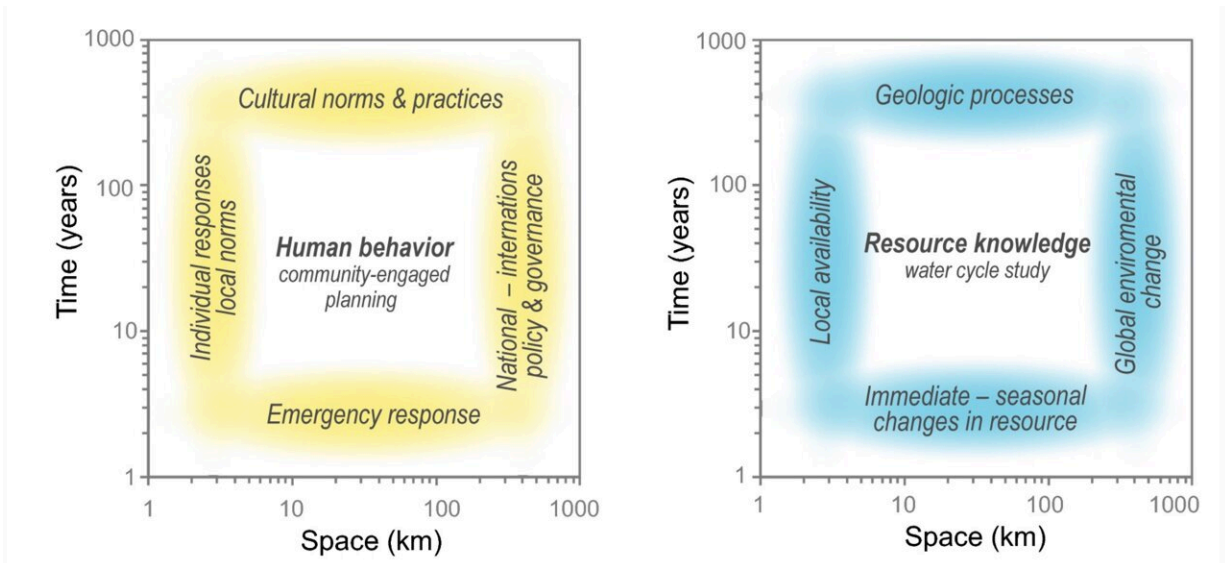 1000
100
10
1
Time (years)
Cultural norms & practices
Individual responses
local norms
Human behavior
community-engaged
planning
National – internations
policy & governance
Emergency response
1
10
100
1000
Space (km)
1000
100
10
1
Time (years)
Geologic processes
Local availability
Resource knowledge
water cycle study
Global enviromental
change
Immediate – seasonal
changes in resource
1
10
100
1000
Space (km)